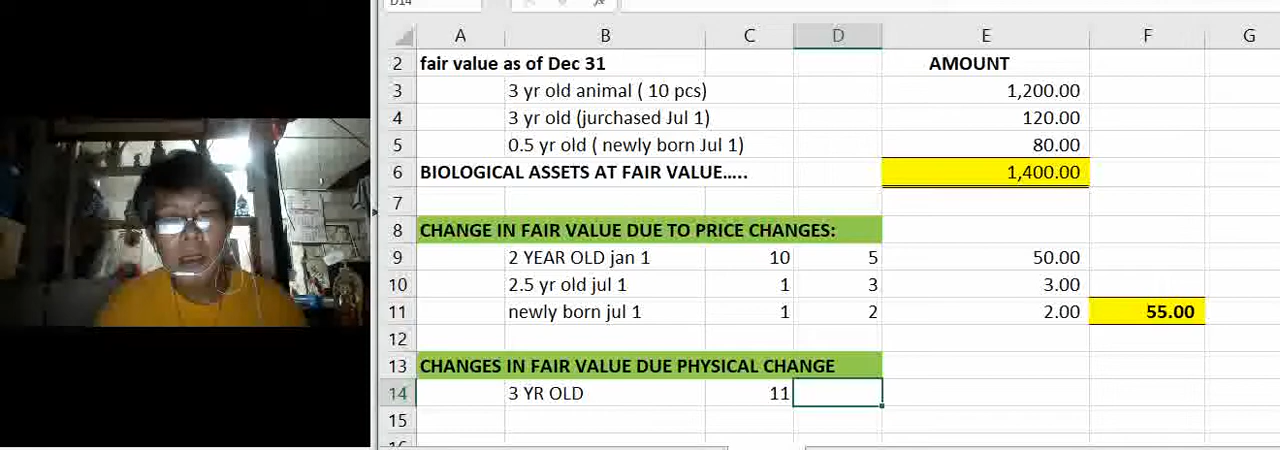 D14
A B C D E F G
2 fair value as of Dec 31 AMOUNT
3 3 yr old animal ( 10 pcs) 1,200.00
4 3 yr old (jurchased Jul 1) 120.00
5 0.5 yr old ( newly born Jul 1) 80.00
6 BIOLOGICAL ASSETS AT FAIR VALUE..... 1,400.00
7
8 CHANGE IN FAIR VALUE DUE TO PRICE CHANGES:
9 2 YEAR OLD jan 1 10 5 50.00
10 2.5 yr old jul 1 1 3 3.00
11 newly born jul 1 1 2 2.00 55.00
12
13 CHANGES IN FAIR VALUE DUE PHYSICAL CHANGE
14 3 YR OLD 11
15
16